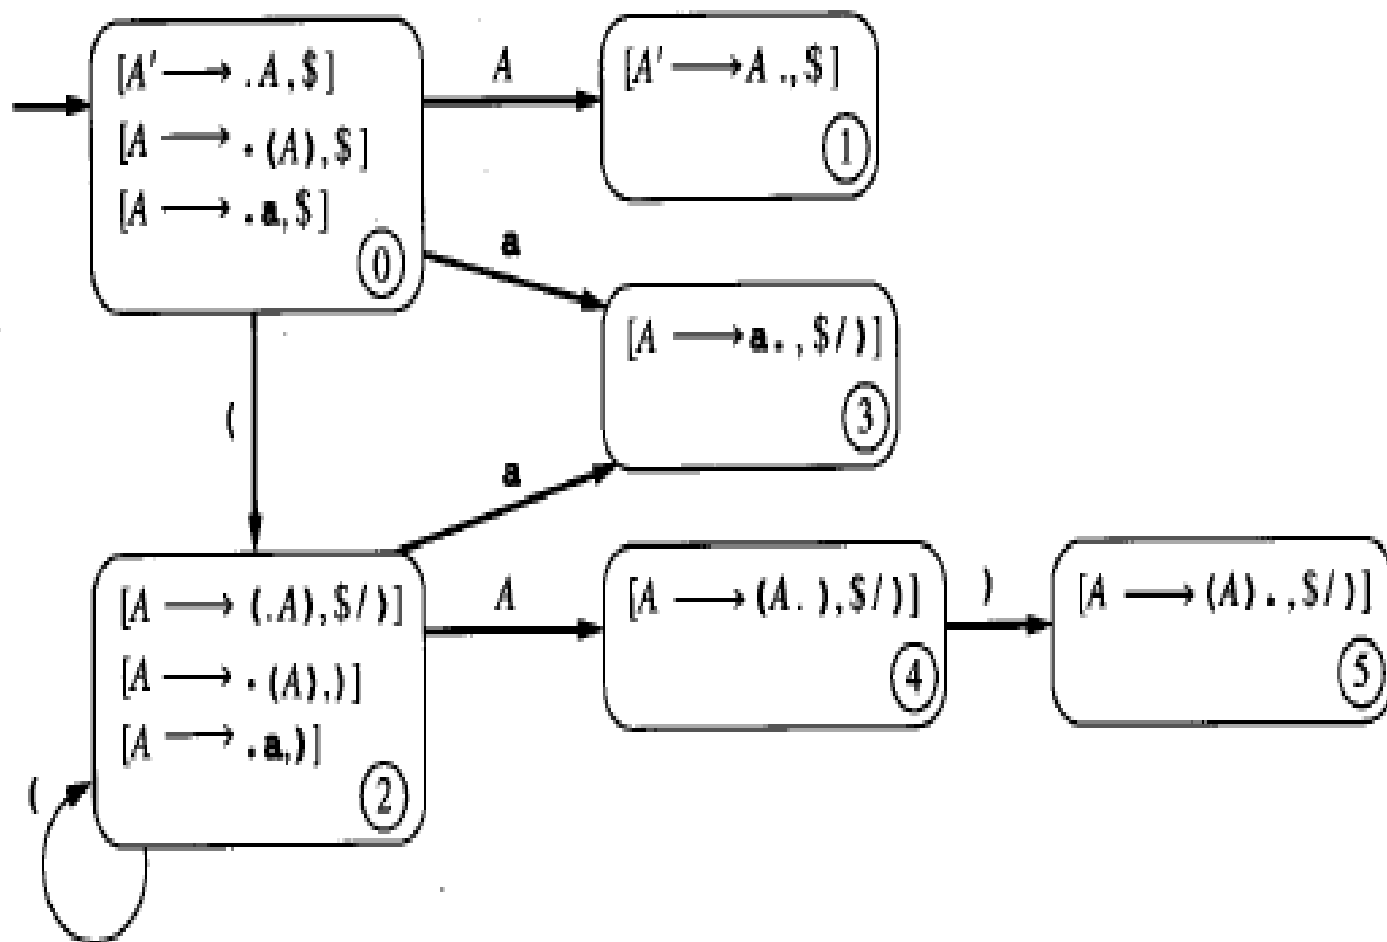 [A' → .A,$]
[A → .(A),$]
[A → .a,$]
0
A
[A' → A.,$]
1
a
[A → a.,$/)]
3
(
a
[A → (.A),$/)]
[A → .(A),)]
[A → .a,)]
2
(
A
[A → (A.),$/)]
4
)
[A → (A).,$/)]
5